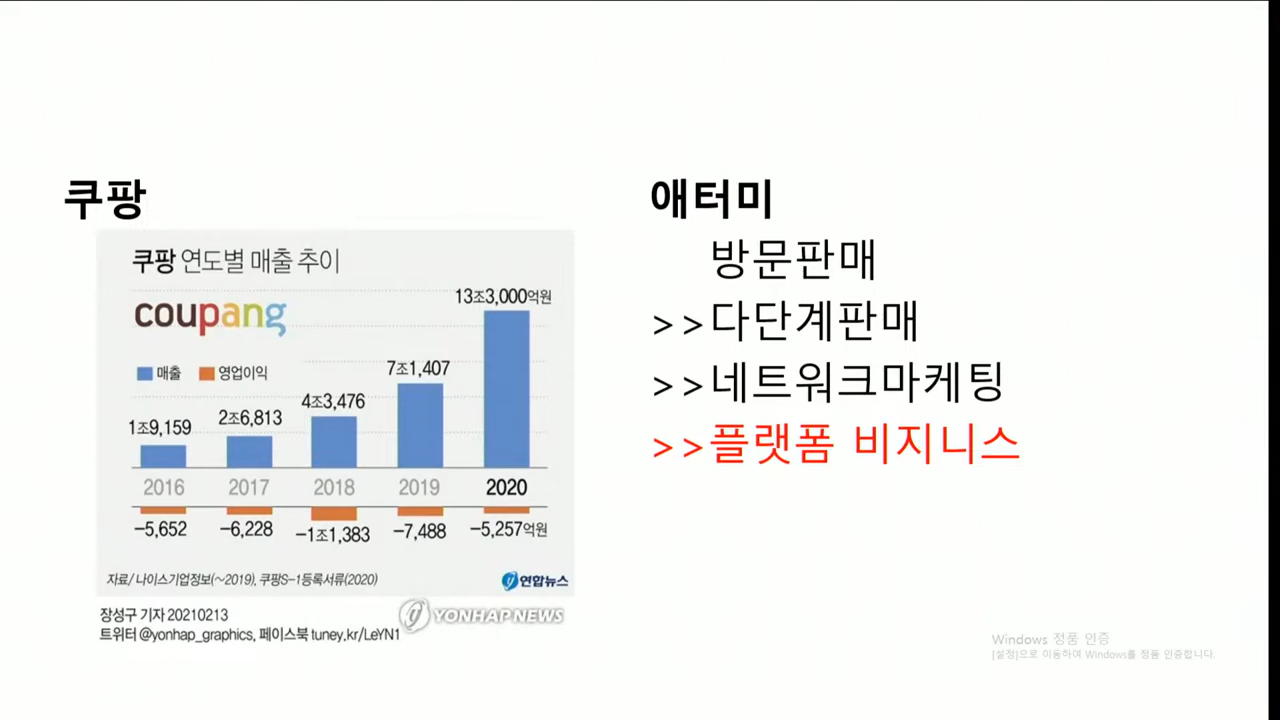 쿠팡
쿠팡 연도별 매출 추이
coupang
매출 영업이익
1조9,159
2조6,813
4조3,476
7조1,407
13조3,000억원
2016 2017 2018 2019 2020
-5,652 -6,228 -1조1,383 -7,488 -5,257억원
자료/ 나이스기업정보(~2019), 쿠팡S-1등록서류(2020)
연합뉴스
장성구 기자 20210213
YONHAP NEWS
트위터 @yonhap_graphics, 페이스북 tuney.kr/LeYN1
애터미
방문판매
>>다단계판매
>>네트워크마케팅
>>플랫폼 비지니스
Windows 정품 인증
[설정]으로 이동하여 Windows를 정품 인증합니다.